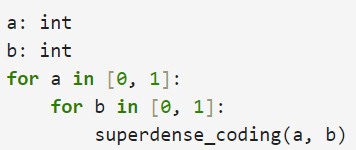 a: int
b: int
for a in [0, 1]:
    for b in [0, 1]:
        superdense_coding(a, b)